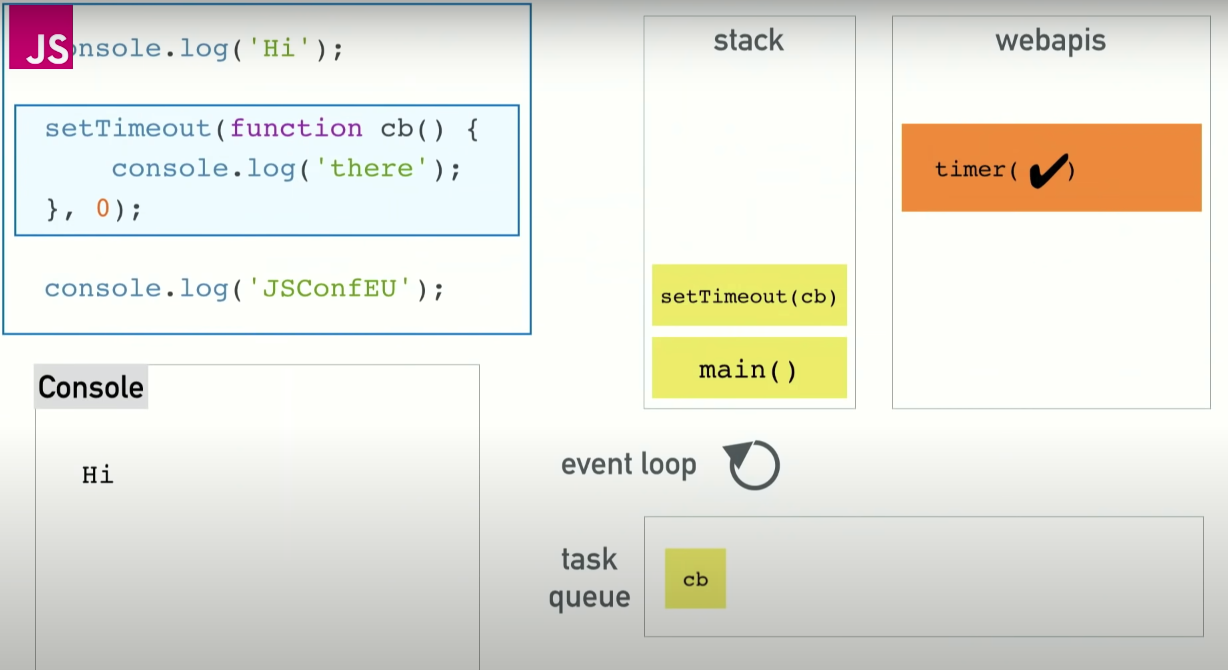 JS
onsole.log('Hi');
setTimeout(function cb() {
console.log('there');
}, 0);
console.log('JSConfEU');
Console
Hi
stack
setTimeout(cb)
main()
webapis
timer( )
event loop
task
queue
cb